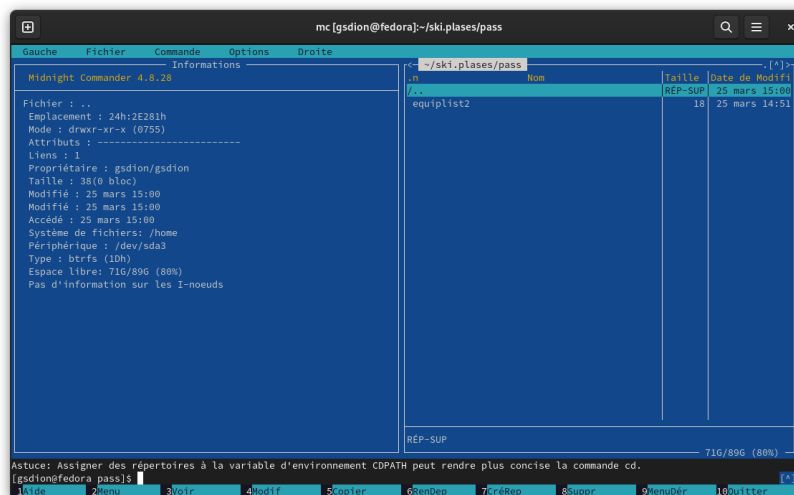 mc [gsdion@fedora]:~/ski.plases/pass
Gauche Fichier Commande Options Droite
Informations
Midnight Commander 4.8.28
Fichier : ..
Emplacement : 24h:2E281h
Mode : drwxr-xr-x (0755)
Attributs : -------------------------
Liens : 1
Propriétaire : gsdion/gsdion
Taille : 38(0 bloc)
Modifié : 25 mars 15:00
Modifié : 25 mars 15:00
Accédé : 25 mars 15:00
Système de fichiers: /home
Périphérique : /dev/sda3
Type : btrfs (1Dh)
Espace libre: 71G/89G (80%)
Pas d'information sur les I-noeuds
<- ~/ski.plases/pass .[^]>
.n Nom Taille Date de Modifi
/.. RÉP-SUP 25 mars 15:00
equiplist2 18 25 mars 14:51
RÉP-SUP
71G/89G (80%)
Astuce: Assigner des répertoires à la variable d'environnement CDPATH peut rendre plus concise la commande cd.
[gsdion@fedora pass]$ [^]
1Aide 2Menu 3Voir 4Modif 5Copier 6RenDep 7CréRep 8Suppr 9MenuDér 10Quitter